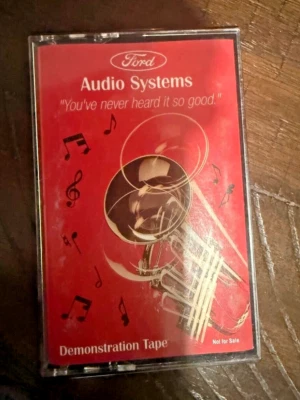 Ford
Audio Systems
"You've never heard it so good."
Demonstration Tape
Not for Sale